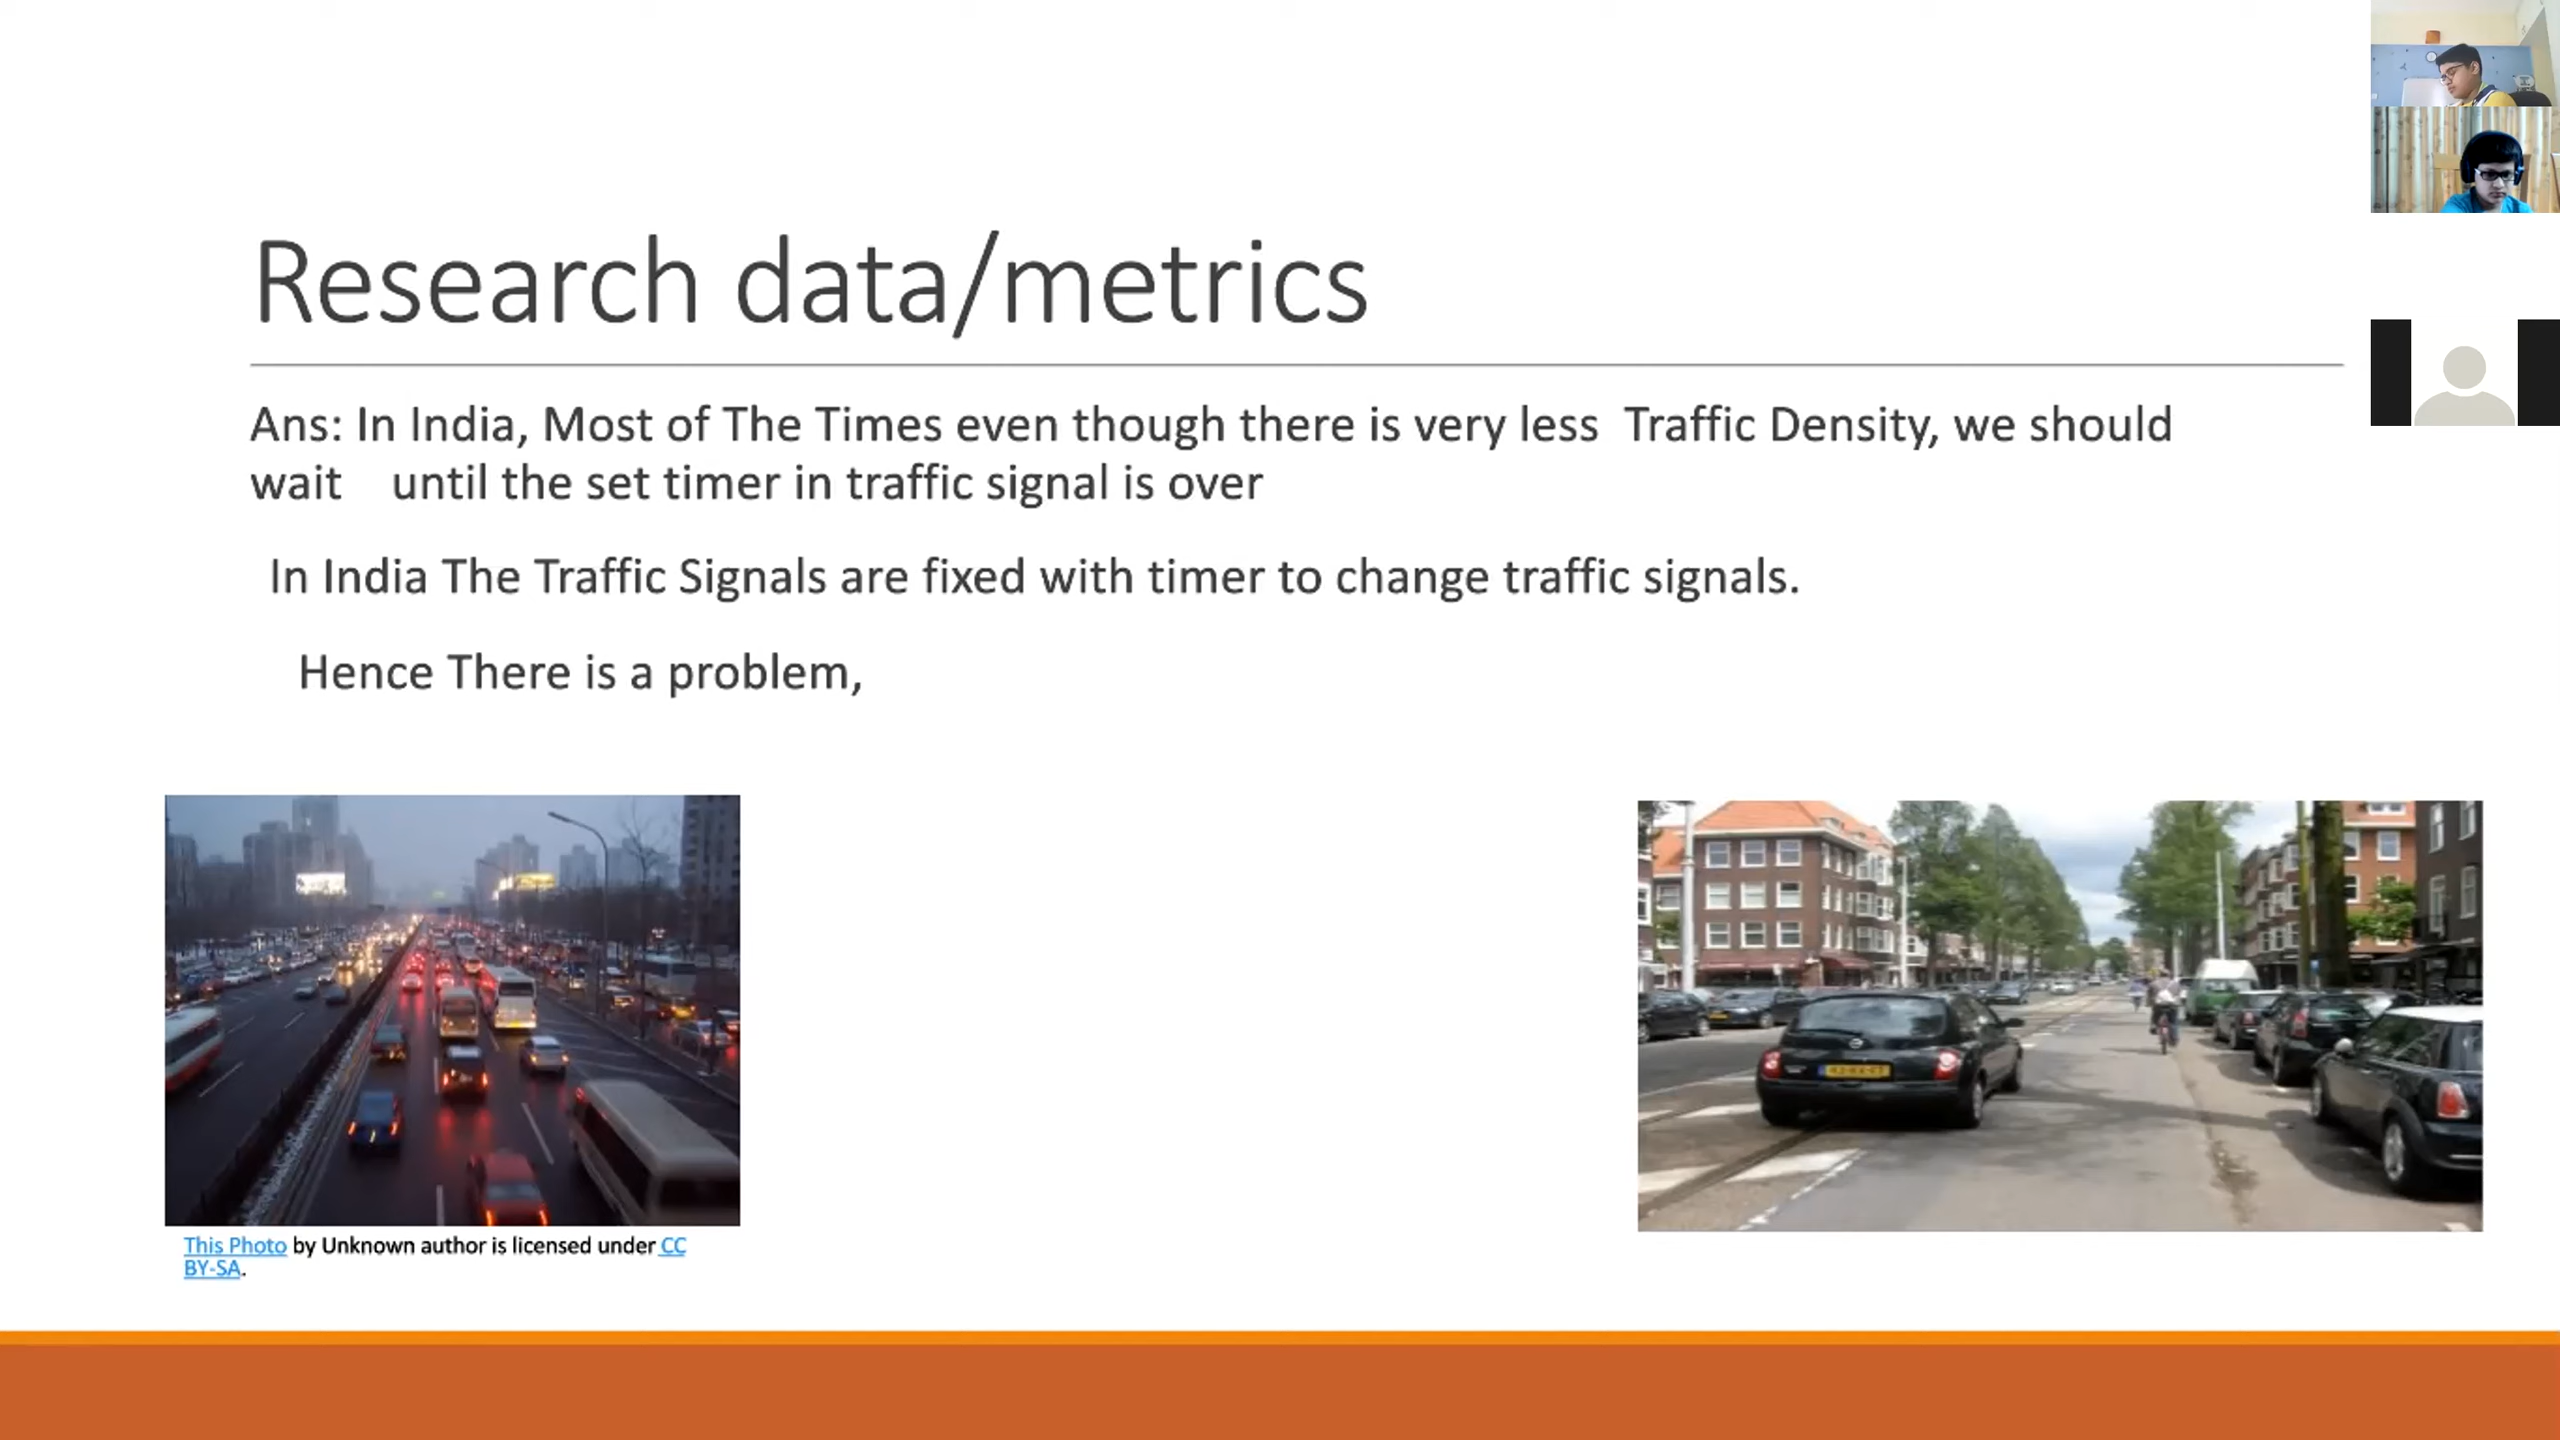 Research data/metrics
Ans: In India, Most of The Times even though there is very less  Traffic Density, we should
wait    until the set timer in traffic signal is over
In India The Traffic Signals are fixed with timer to change traffic signals.
Hence There is a problem,
This Photo by Unknown author is licensed under CC
BY-SA.